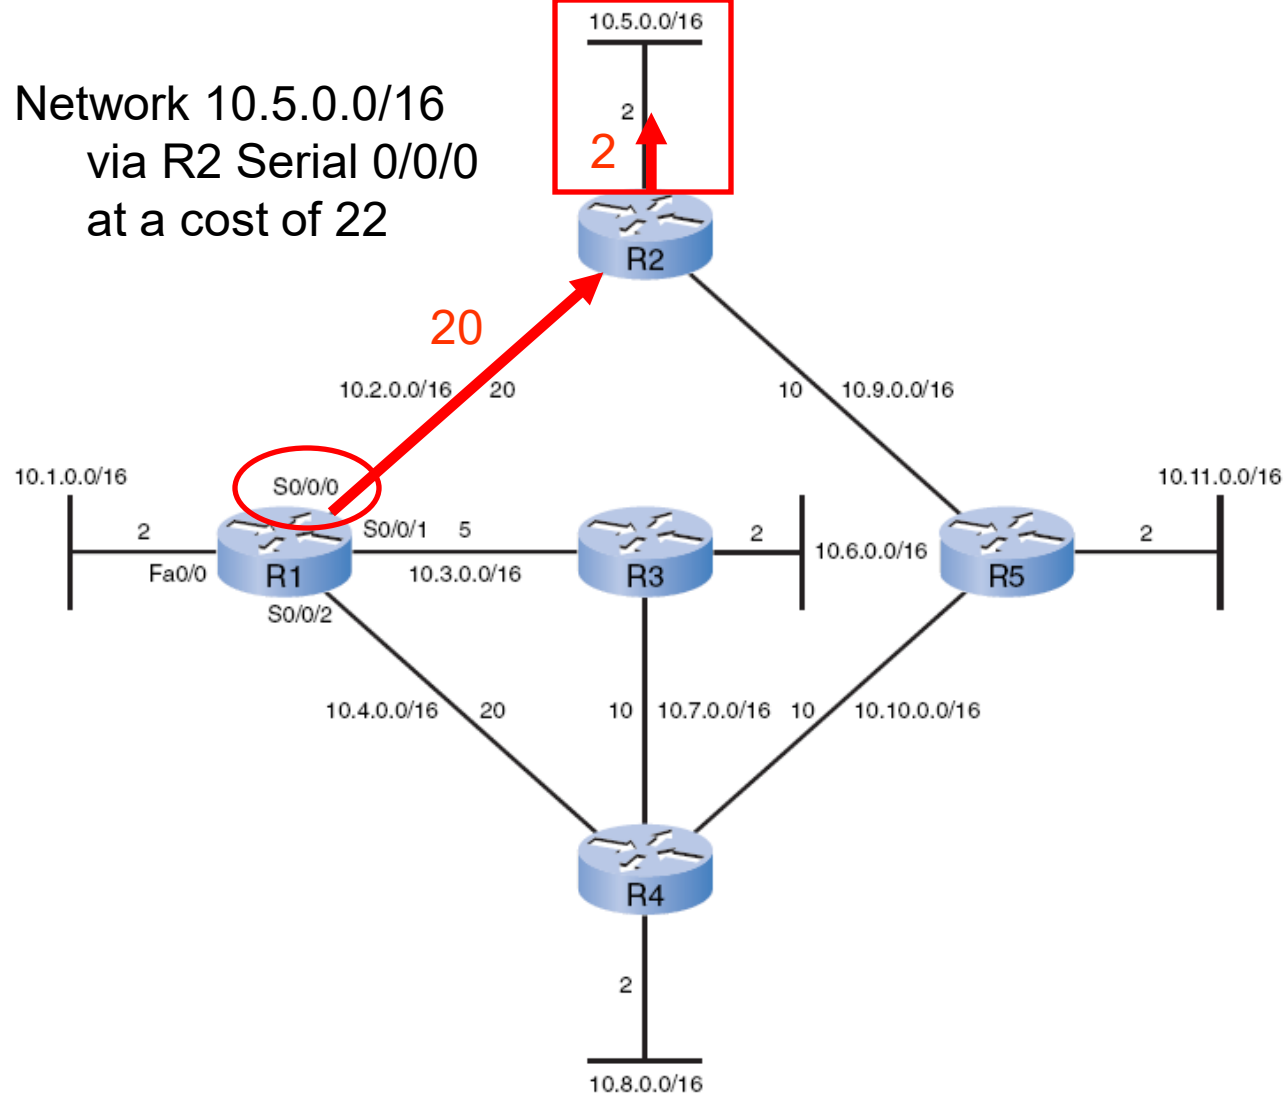 10.5.0.0/16
Network 10.5.0.0/16
via R2 Serial 0/0/0
at a cost of 22
2
2
R2
20
10.2.0.0/16 20
10 10.9.0.0/16
10.1.0.0/16
S0/0/0
10.11.0.0/16
2
S0/0/1 5
2
10.6.0.0/16
2
Fa0/0
R1
10.3.0.0/16
R3
R5
S0/0/2
10.4.0.0/16 20
10 10.7.0.0/16
10 10.10.0.0/16
R4
2
10.8.0.0/16